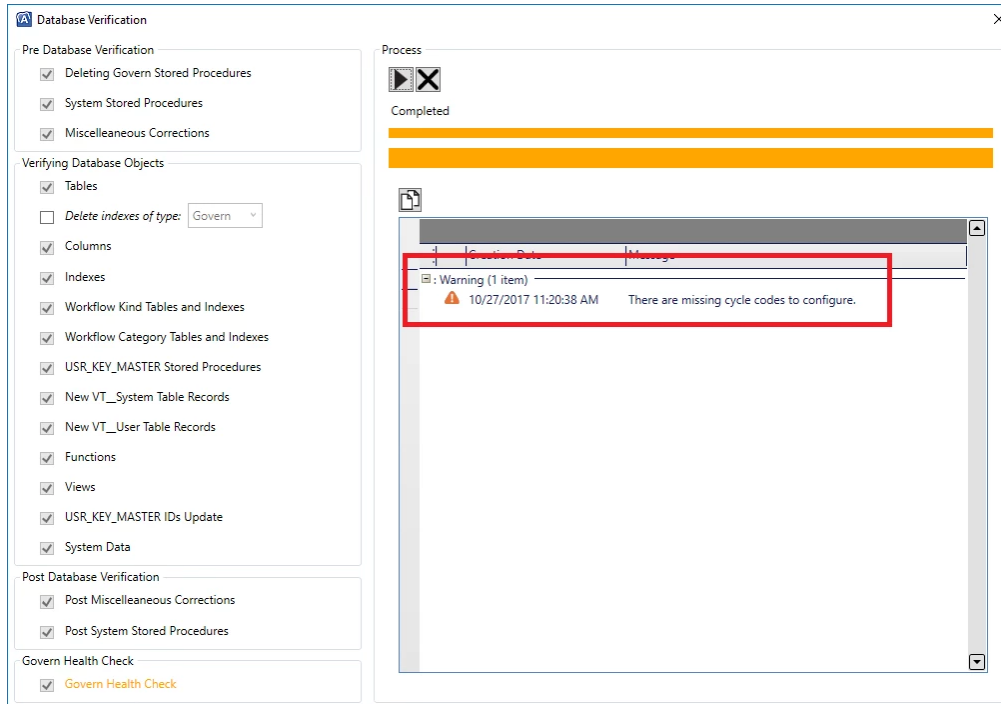 Database Verification
Pre Database Verification
Deleting Govern Stored Procedures
System Stored Procedures
Miscelleaneous Corrections
Verifying Database Objects
Tables
Delete indexes of type: Govern
Columns
Indexes
Workflow Kind Tables and Indexes
Workflow Category Tables and Indexes
USR_KEY_MASTER Stored Procedures
New VT__System Table Records
New VT__User Table Records
Functions
Views
USR_KEY_MASTER IDs Update
System Data
Post Database Verification
Post Miscelleaneous Corrections
Post System Stored Procedures
Govern Health Check
Govern Health Check
Process
Completed
: Creation Date Message
: Warning (1 item)
10/27/2017 11:20:38 AM There are missing cycle codes to configure.